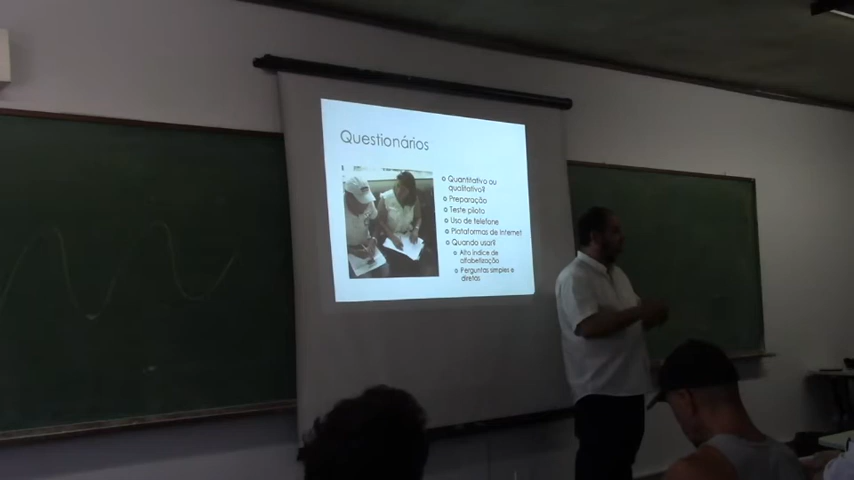 Questionários
Quantitativo ou
qualitativo?
Preparação
Teste piloto
Uso de telefone
Plataformas de Internet
Quando usar?
Alto índice de
alfabetização
Perguntas simples e
diretas